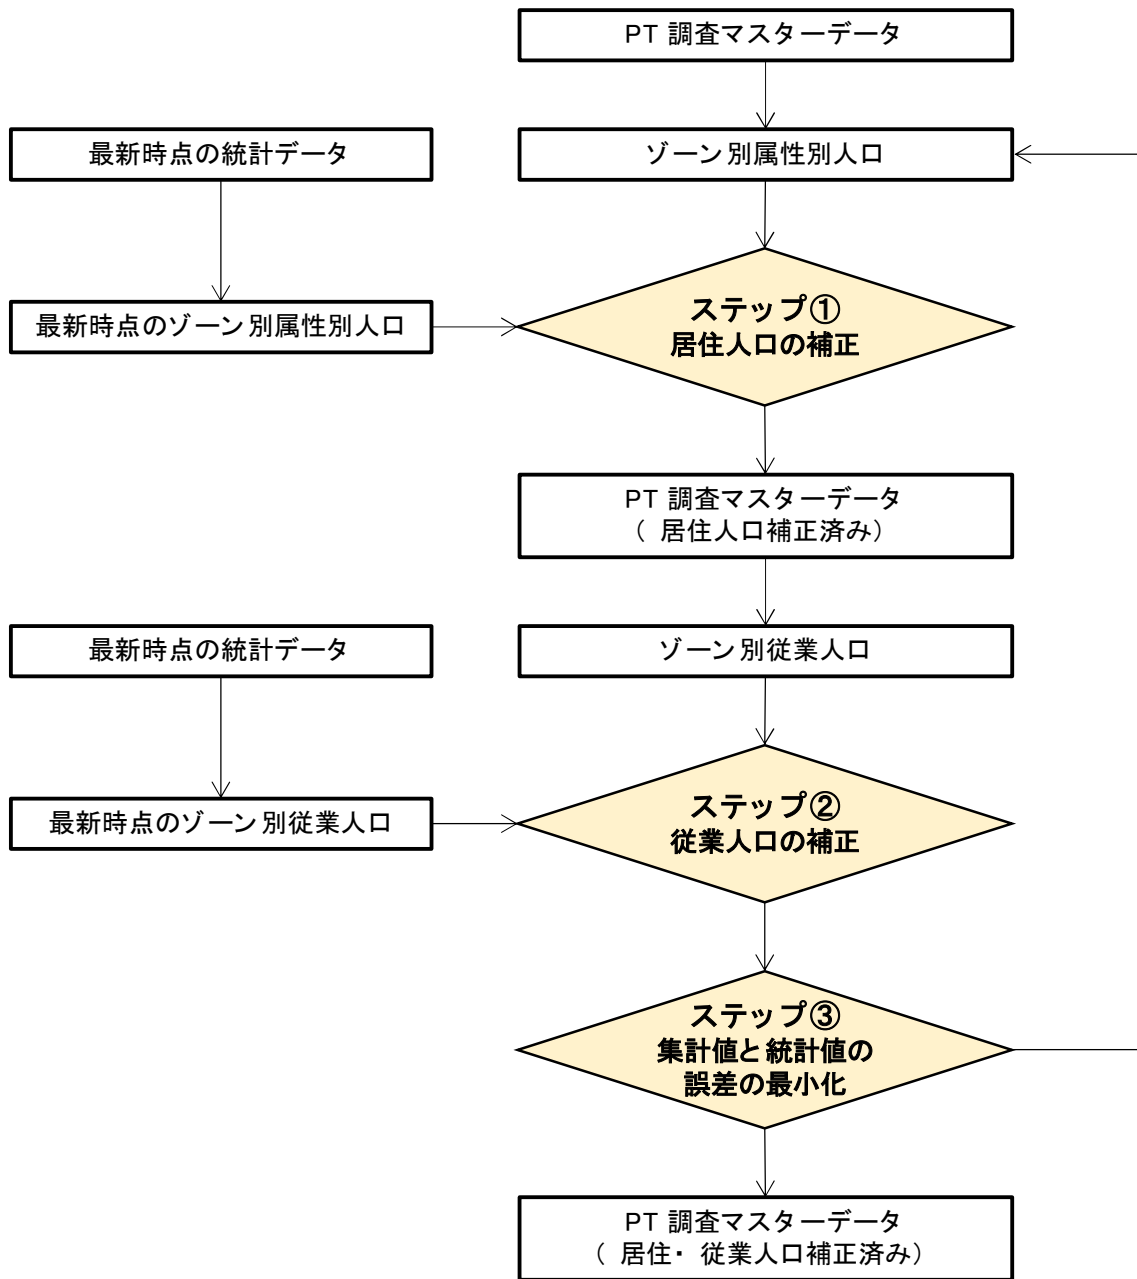 PT 調査マスターデータ
最新時点の統計データ
ゾーン別属性別人口
最新時点のゾーン別属性別人口
ステップ①
居住人口の補正
PT 調査マスターデータ
（ 居住人口補正済み）
最新時点の統計データ
ゾーン別従業人口
最新時点のゾーン別従業人口
ステップ②
従業人口の補正
ステップ③
集計値と統計値の
誤差の最小化
PT 調査マスターデータ
（ 居住・ 従業人口補正済み）